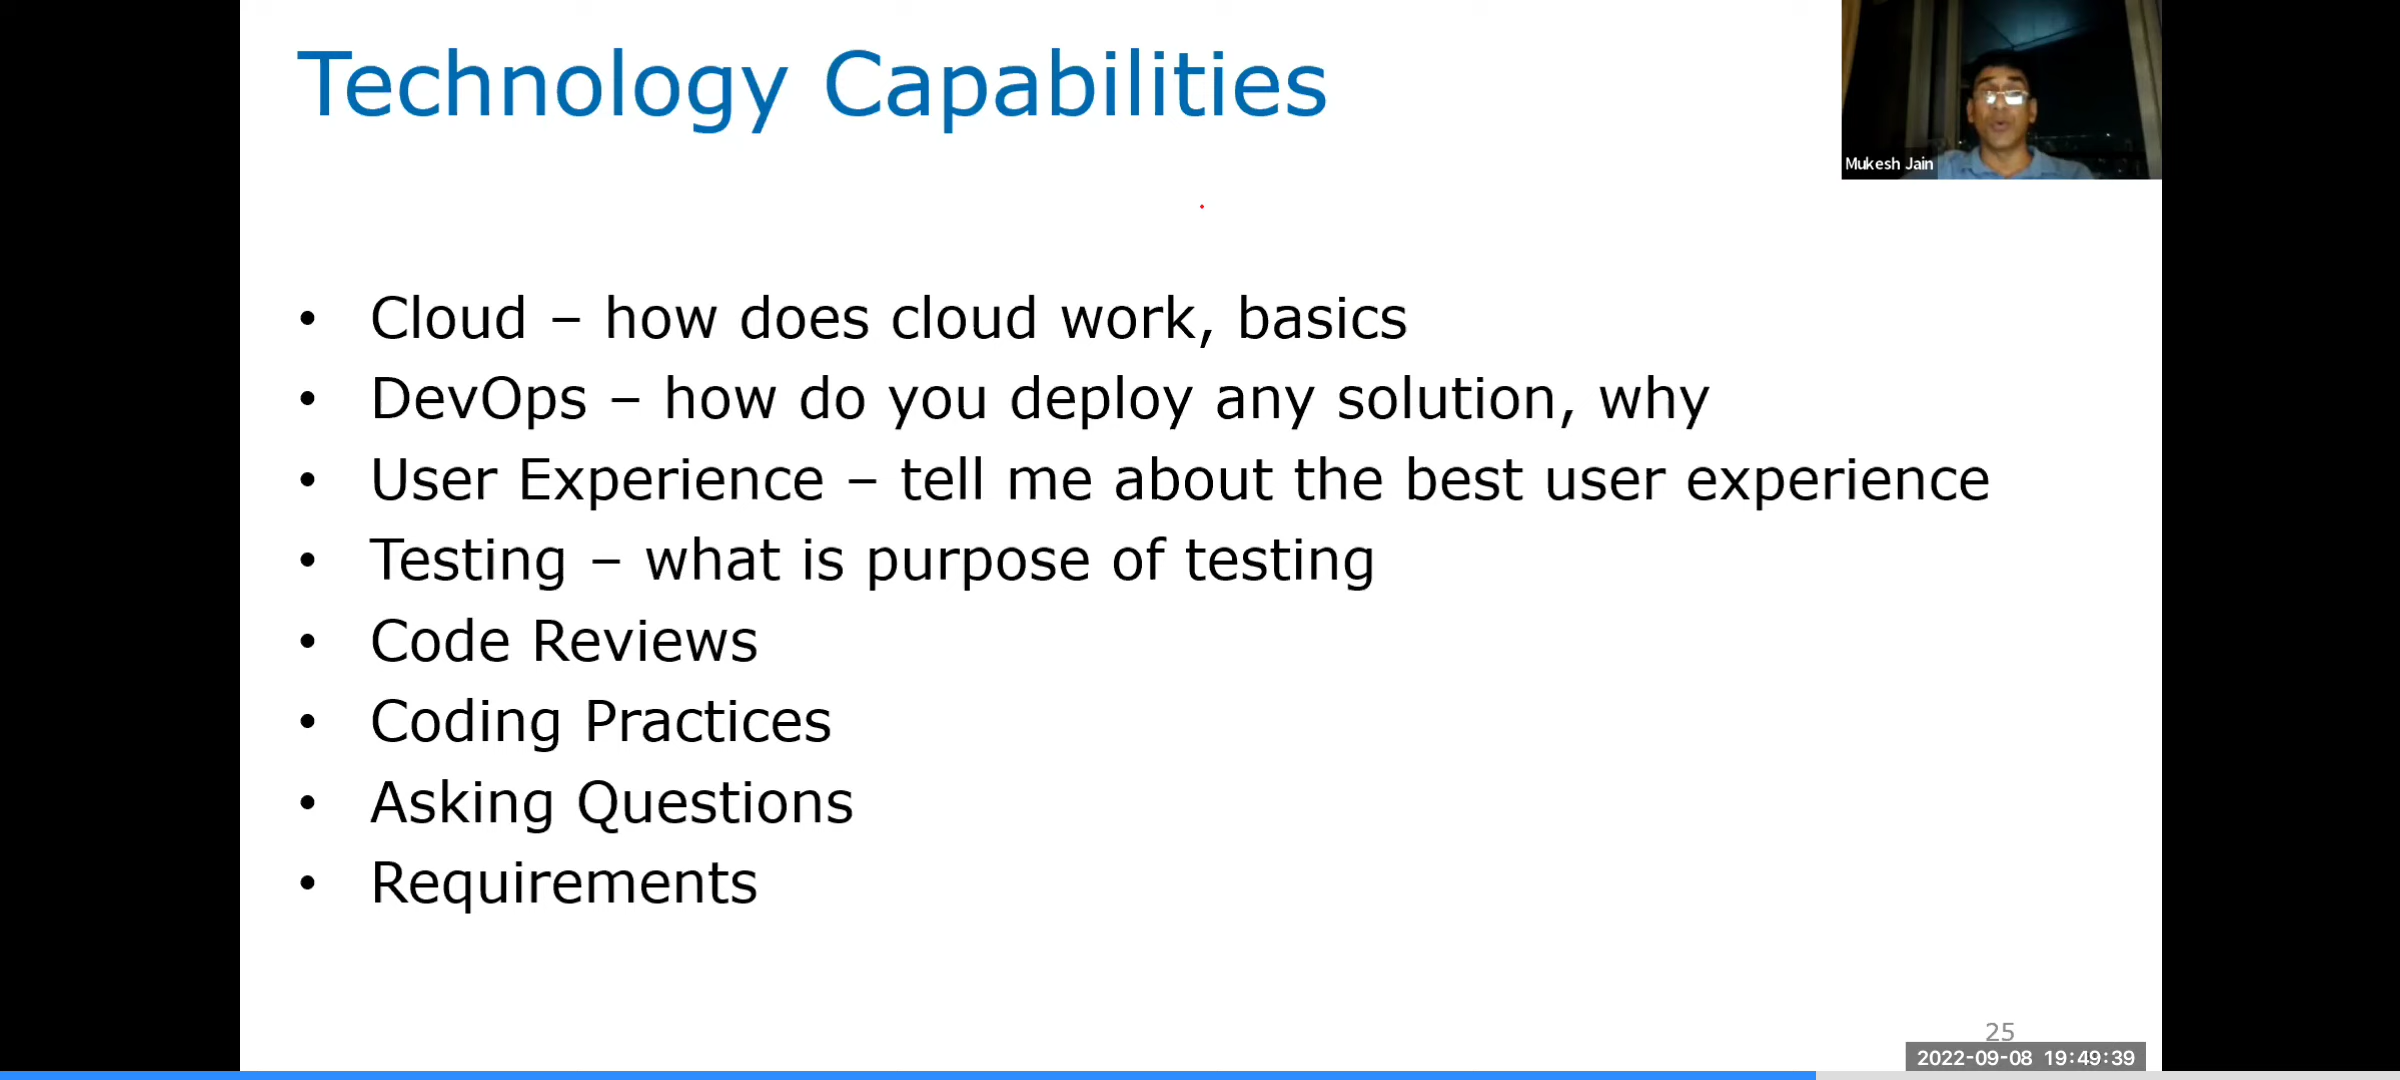 Technology Capabilities
Mukesh Jain
• Cloud – how does cloud work, basics
• DevOps – how do you deploy any solution, why
• User Experience – tell me about the best user experience
• Testing – what is purpose of testing
• Code Reviews
• Coding Practices
• Asking Questions
• Requirements
25
2022-09-08 19:49:39